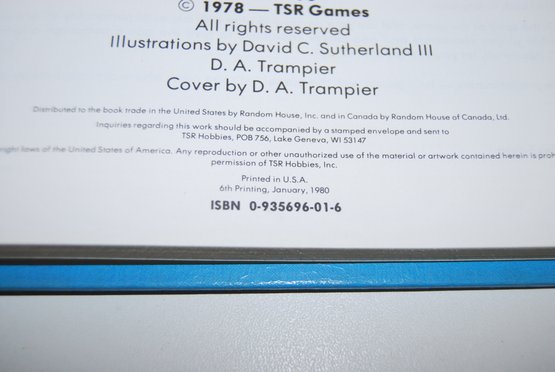 © 1978 — TSR Games
All rights reserved
Illustrations by David C. Sutherland III
D. A. Trampier
Cover by D. A. Trampier
Distributed to the book trade in the United States by Random House, Inc. and in Canada by Random House of Canada, Ltd.
Inquiries regarding this work should be accompanied by a stamped envelope and sent to
TSR Hobbies, POB 756, Lake Geneva, WI 53147
laws of the United States of America. Any reproduction or other unauthorized use of the material or artwork contained herein is
permission of TSR Hobbies, Inc.
Printed in U.S.A.
6th Printing, January, 1980
ISBN 0-935696-01-6